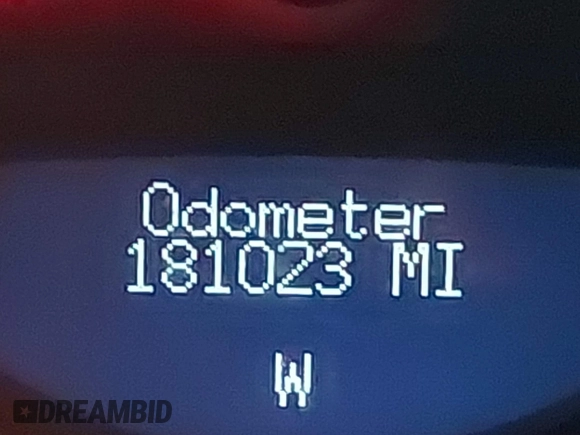 Odometer
181023 MI
W
DREAMBID